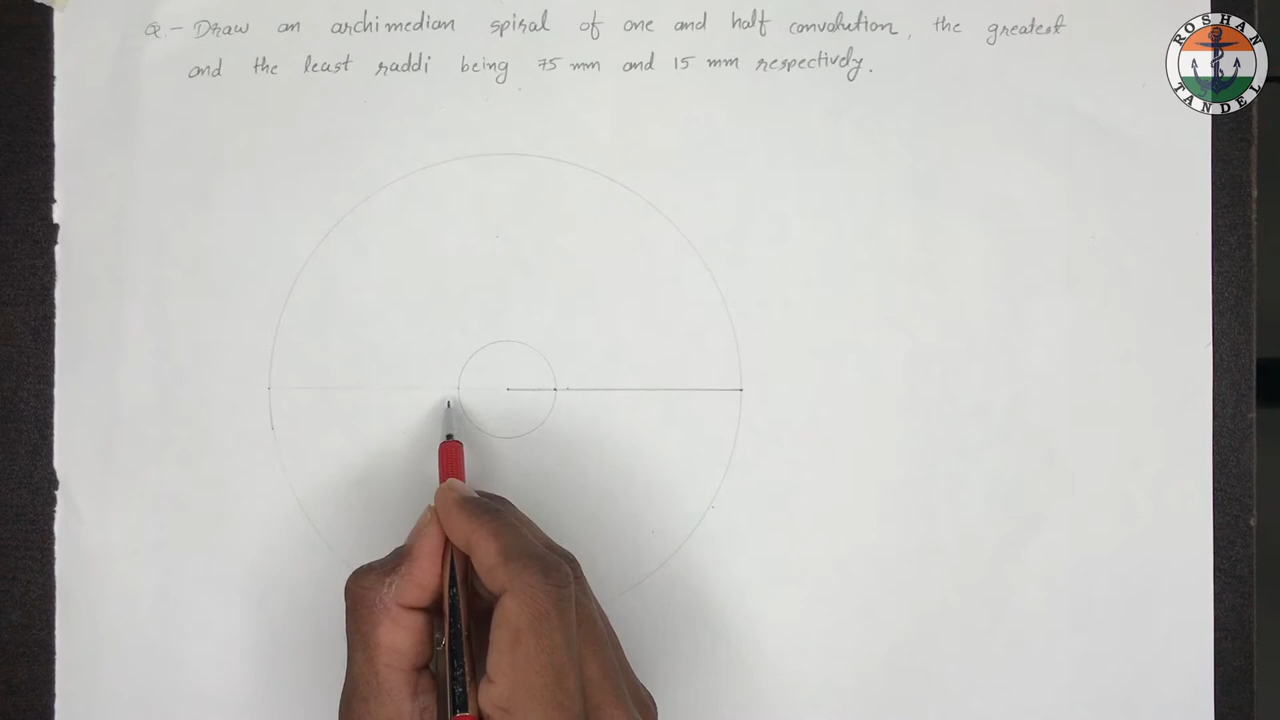 Q.- Draw an archimedian spiral of one and half convolution, the greatest
and the least raddi being 75 mm and 15 mm respectively.
ROSHAN
TANDEL